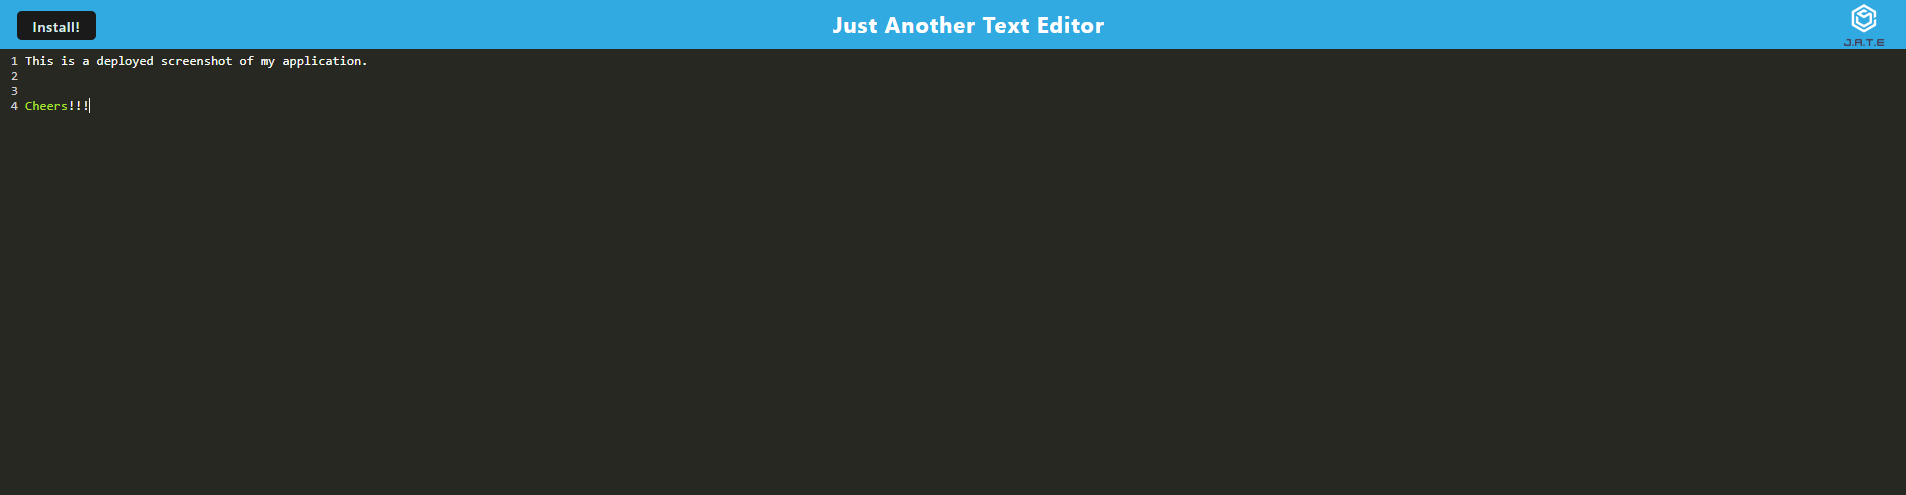 Install!
Just Another Text Editor
J.A.T.E
1 This is a deployed screenshot of my application.
2
3
4 Cheers!!!